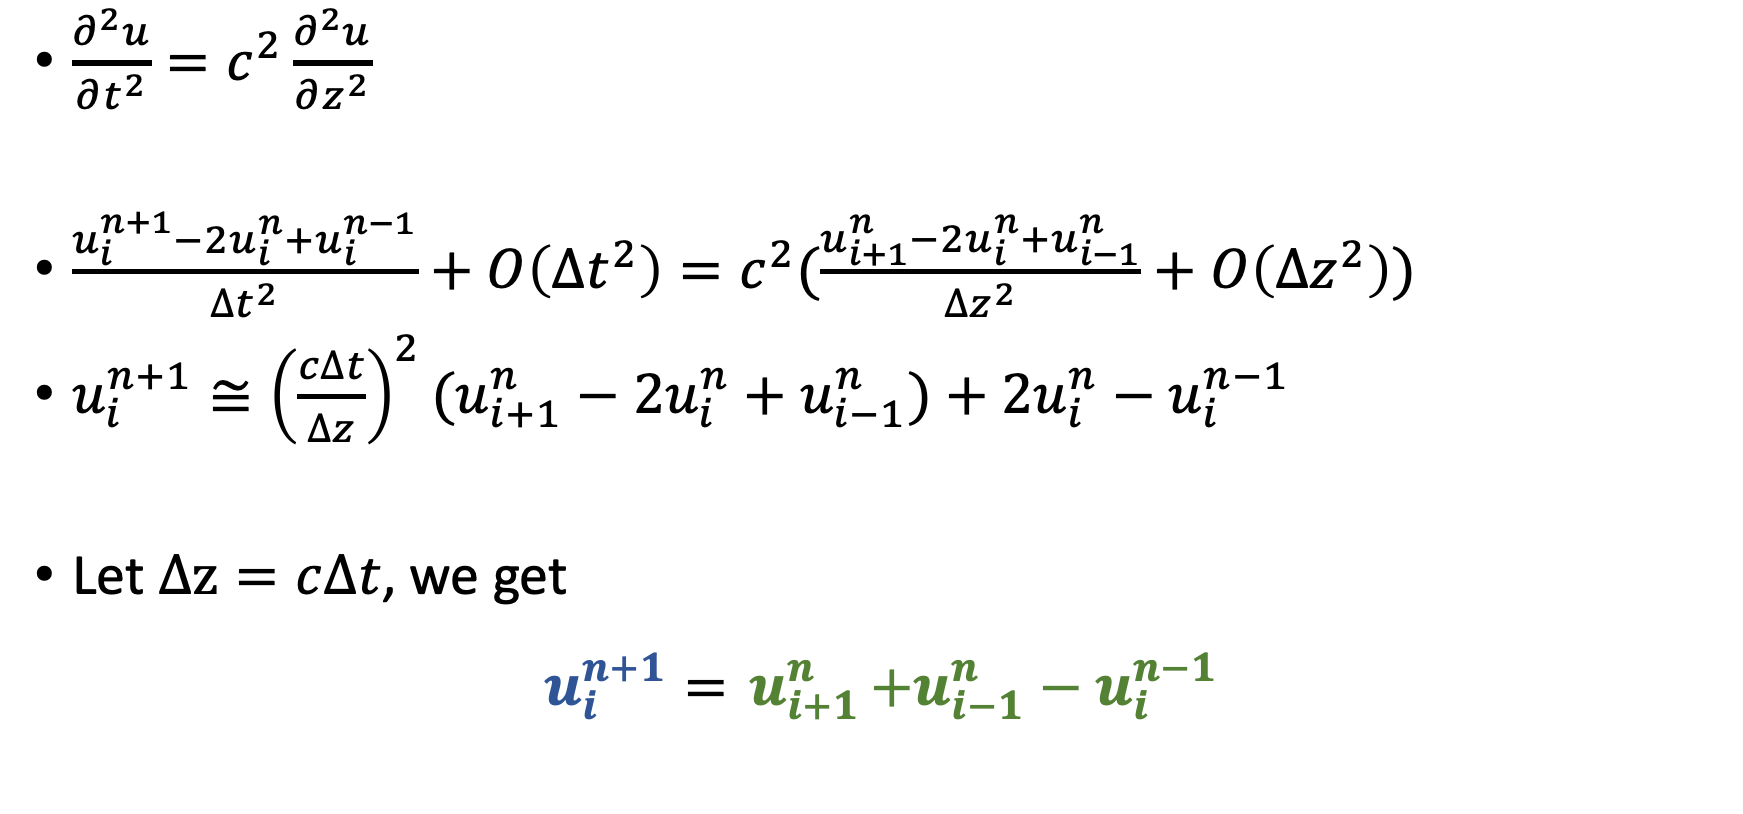 • ∂²u/∂t² = c² ∂²u/∂z²
• (u_i^{n+1} − 2u_i^n + u_i^{n−1})/Δt² + O(Δt²) = c²((u_{i+1}^n − 2u_i^n + u_{i−1}^n)/Δz² + O(Δz²))
• u_i^{n+1} ≅ (cΔt/Δz)² (u_{i+1}^n − 2u_i^n + u_{i−1}^n) + 2u_i^n − u_i^{n−1}
• Let Δz = cΔt, we get
u_i^{n+1} = u_{i+1}^n + u_{i−1}^n − u_i^{n−1}